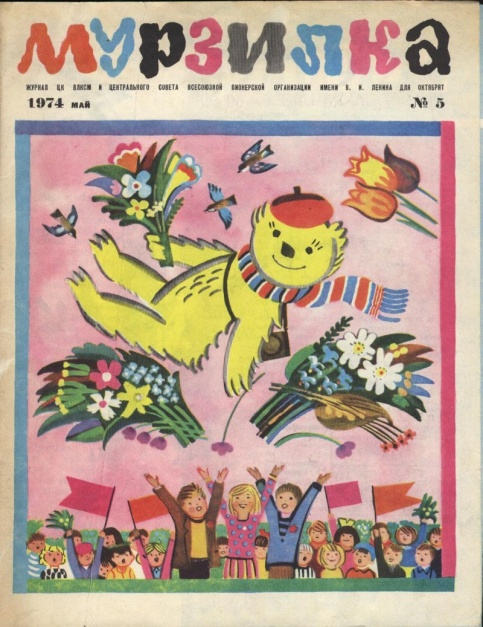 мурзилка
ЖУРНАЛ ЦК ВЛКСМ И ЦЕНТРАЛЬНОГО СОВЕТА ВСЕСОЮЗНОЙ ПИОНЕРСКОЙ ОРГАНИЗАЦИИ ИМЕНИ В. И. ЛЕНИНА ДЛЯ ОКТЯБРЯТ
1974 МАЙ № 5